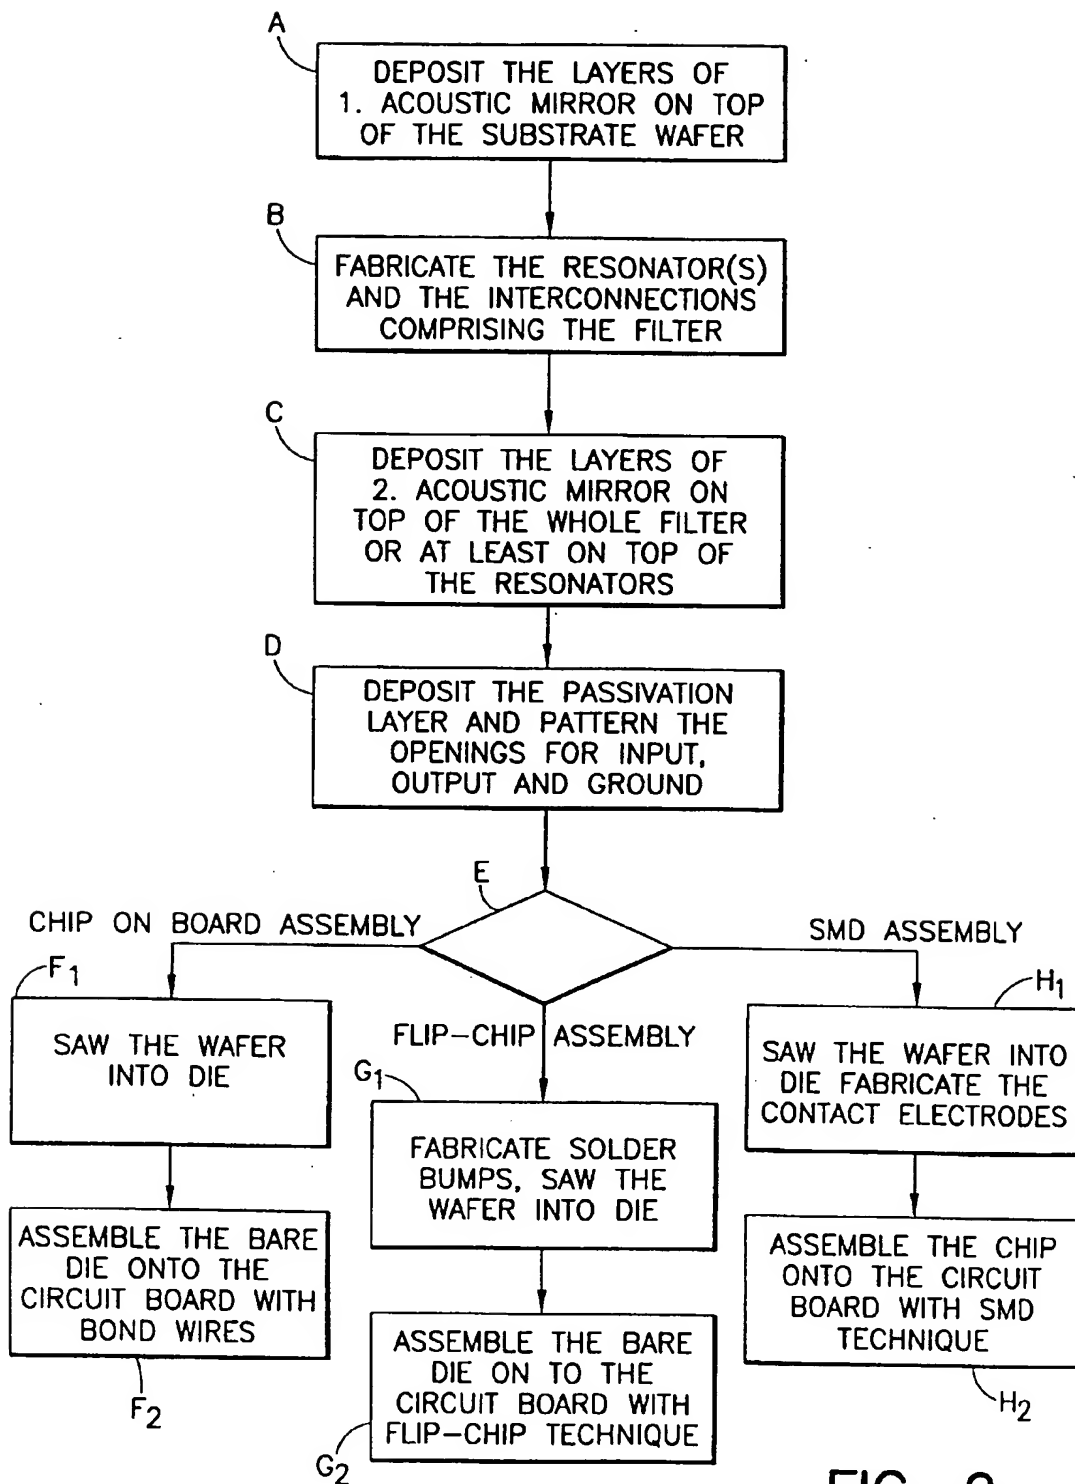 A
DEPOSIT THE LAYERS OF
1. ACOUSTIC MIRROR ON TOP
OF THE SUBSTRATE WAFER
B
FABRICATE THE RESONATOR(S)
AND THE INTERCONNECTIONS
COMPRISING THE FILTER
C
DEPOSIT THE LAYERS OF
2. ACOUSTIC MIRROR ON
TOP OF THE WHOLE FILTER
OR AT LEAST ON TOP OF
THE RESONATORS
D
DEPOSIT THE PASSIVATION
LAYER AND PATTERN THE
OPENINGS FOR INPUT,
OUTPUT AND GROUND
E
CHIP ON BOARD ASSEMBLY
F1
SAW THE WAFER
INTO DIE
ASSEMBLE THE BARE
DIE ONTO THE
CIRCUIT BOARD WITH
BOND WIRES
F2
FLIP-CHIP ASSEMBLY
G1
FABRICATE SOLDER
BUMPS, SAW THE
WAFER INTO DIE
ASSEMBLE THE BARE
DIE ON TO THE
CIRCUIT BOARD WITH
FLIP-CHIP TECHNIQUE
G2
SMD ASSEMBLY
H1
SAW THE WAFER INTO
DIE FABRICATE THE
CONTACT ELECTRODES
ASSEMBLE THE CHIP
ONTO THE CIRCUIT
BOARD WITH SMD
TECHNIQUE
H2